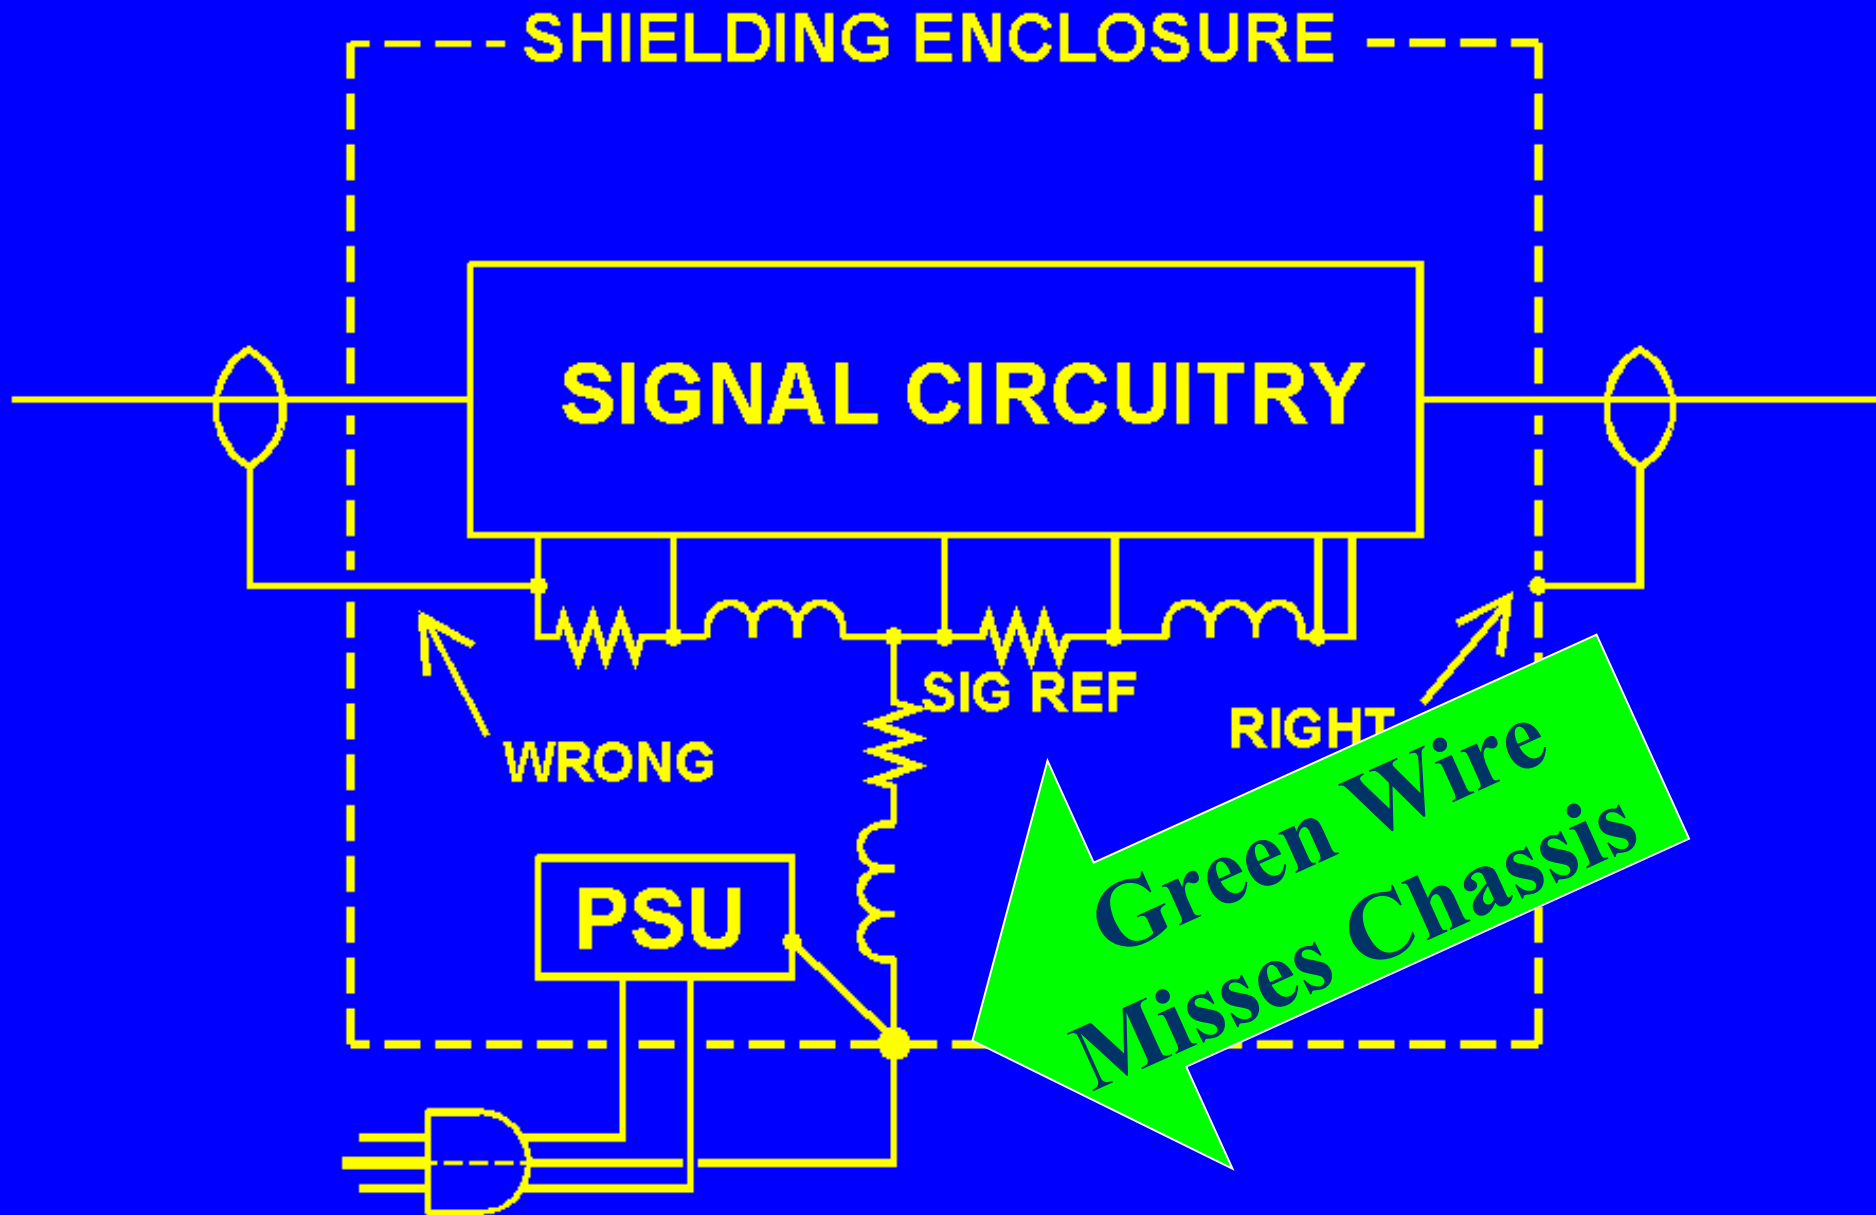 SHIELDING ENCLOSURE
SIGNAL CIRCUITRY
SIG REF
WRONG
RIGHT
Green Wire
Misses Chassis
PSU